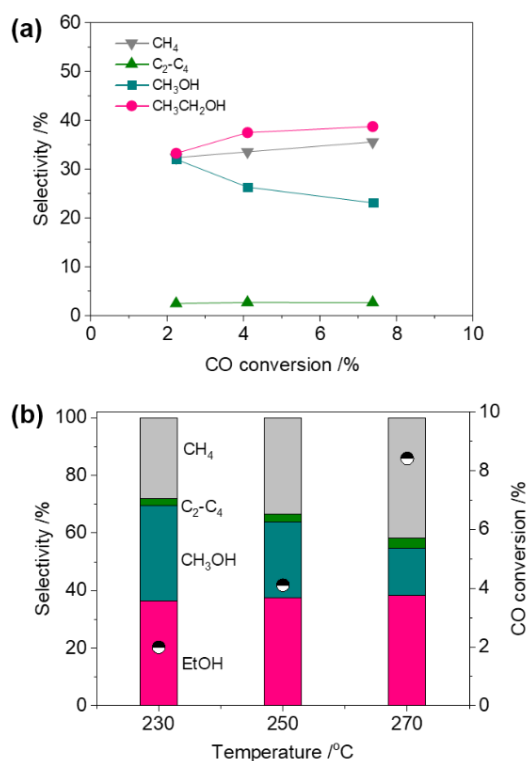 (a)
60
50
40
30
20
10
0
Selectivity /%
CH₄
C₂-C₄
CH₃OH
CH₃CH₂OH
0 2 4 6 8 10
CO conversion /%
(b)
100
80
60
40
20
0
Selectivity /%
CH₄
C₂-C₄
CH₃OH
EtOH
10
8
6
4
2
0
CO conversion /%
230 250 270
Temperature /°C